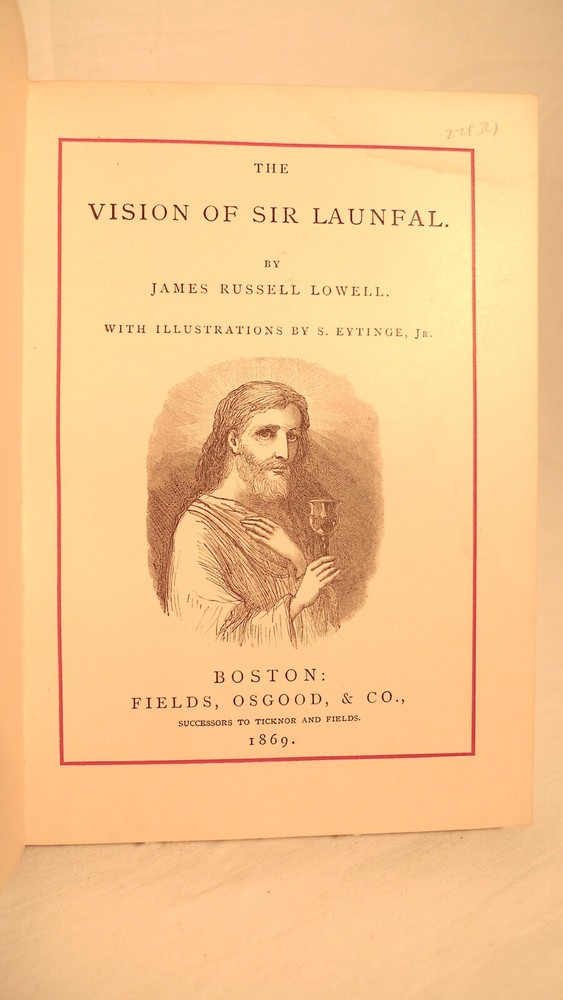 THE
VISION OF SIR LAUNFAL.
BY
JAMES RUSSELL LOWELL.
WITH ILLUSTRATIONS BY S. EYTINGE, JR.
BOSTON:
FIELDS, OSGOOD, & CO.,
SUCCESSORS TO TICKNOR AND FIELDS.
1869.